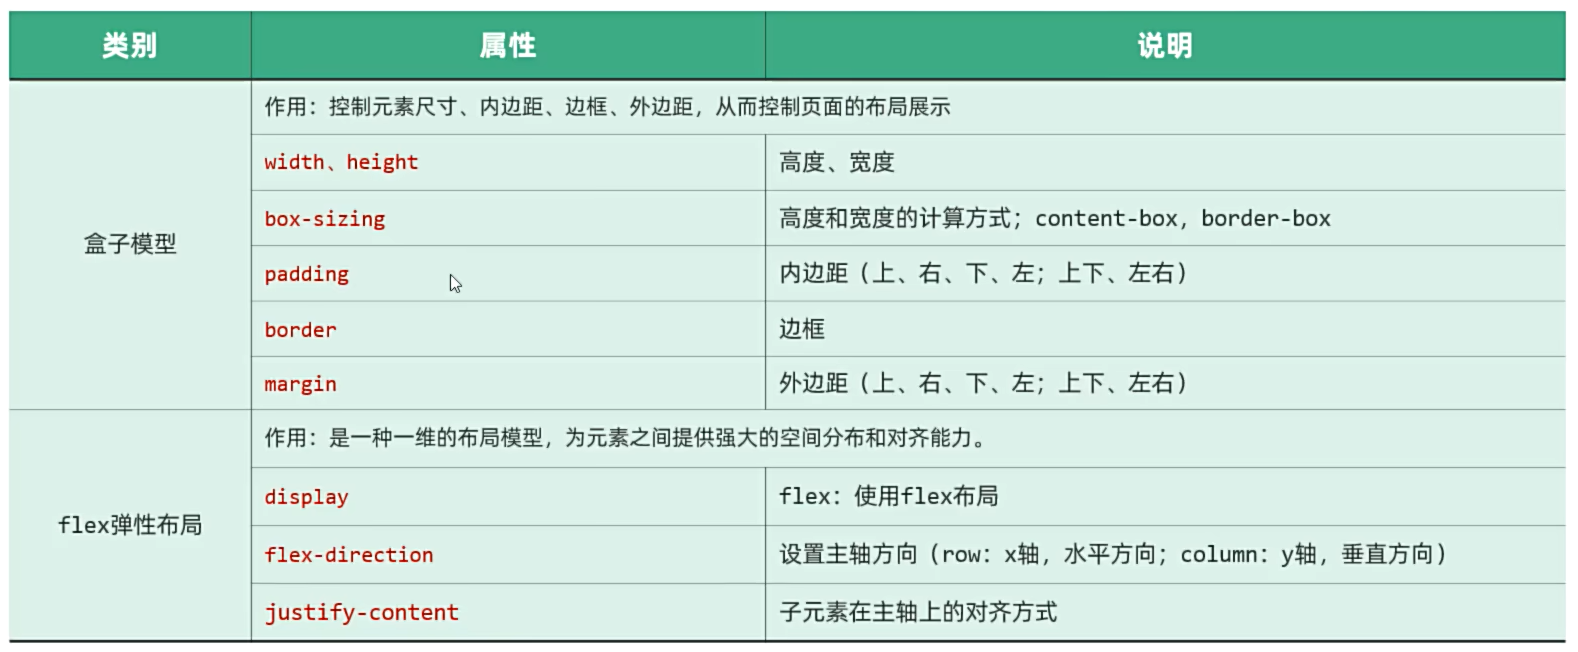 类别 属性 说明
作用：控制元素尺寸、内边距、边框、外边距，从而控制页面的布局展示
width、height 高度、宽度
box-sizing 高度和宽度的计算方式；content-box，border-box
盒子模型
padding 内边距（上、右、下、左；上下、左右）
border 边框
margin 外边距（上、右、下、左；上下、左右）
作用：是一种一维的布局模型，为元素之间提供强大的空间分布和对齐能力。
display flex：使用flex布局
flex弹性布局
flex-direction 设置主轴方向（row：x轴，水平方向；column：y轴，垂直方向）
justify-content 子元素在主轴上的对齐方式